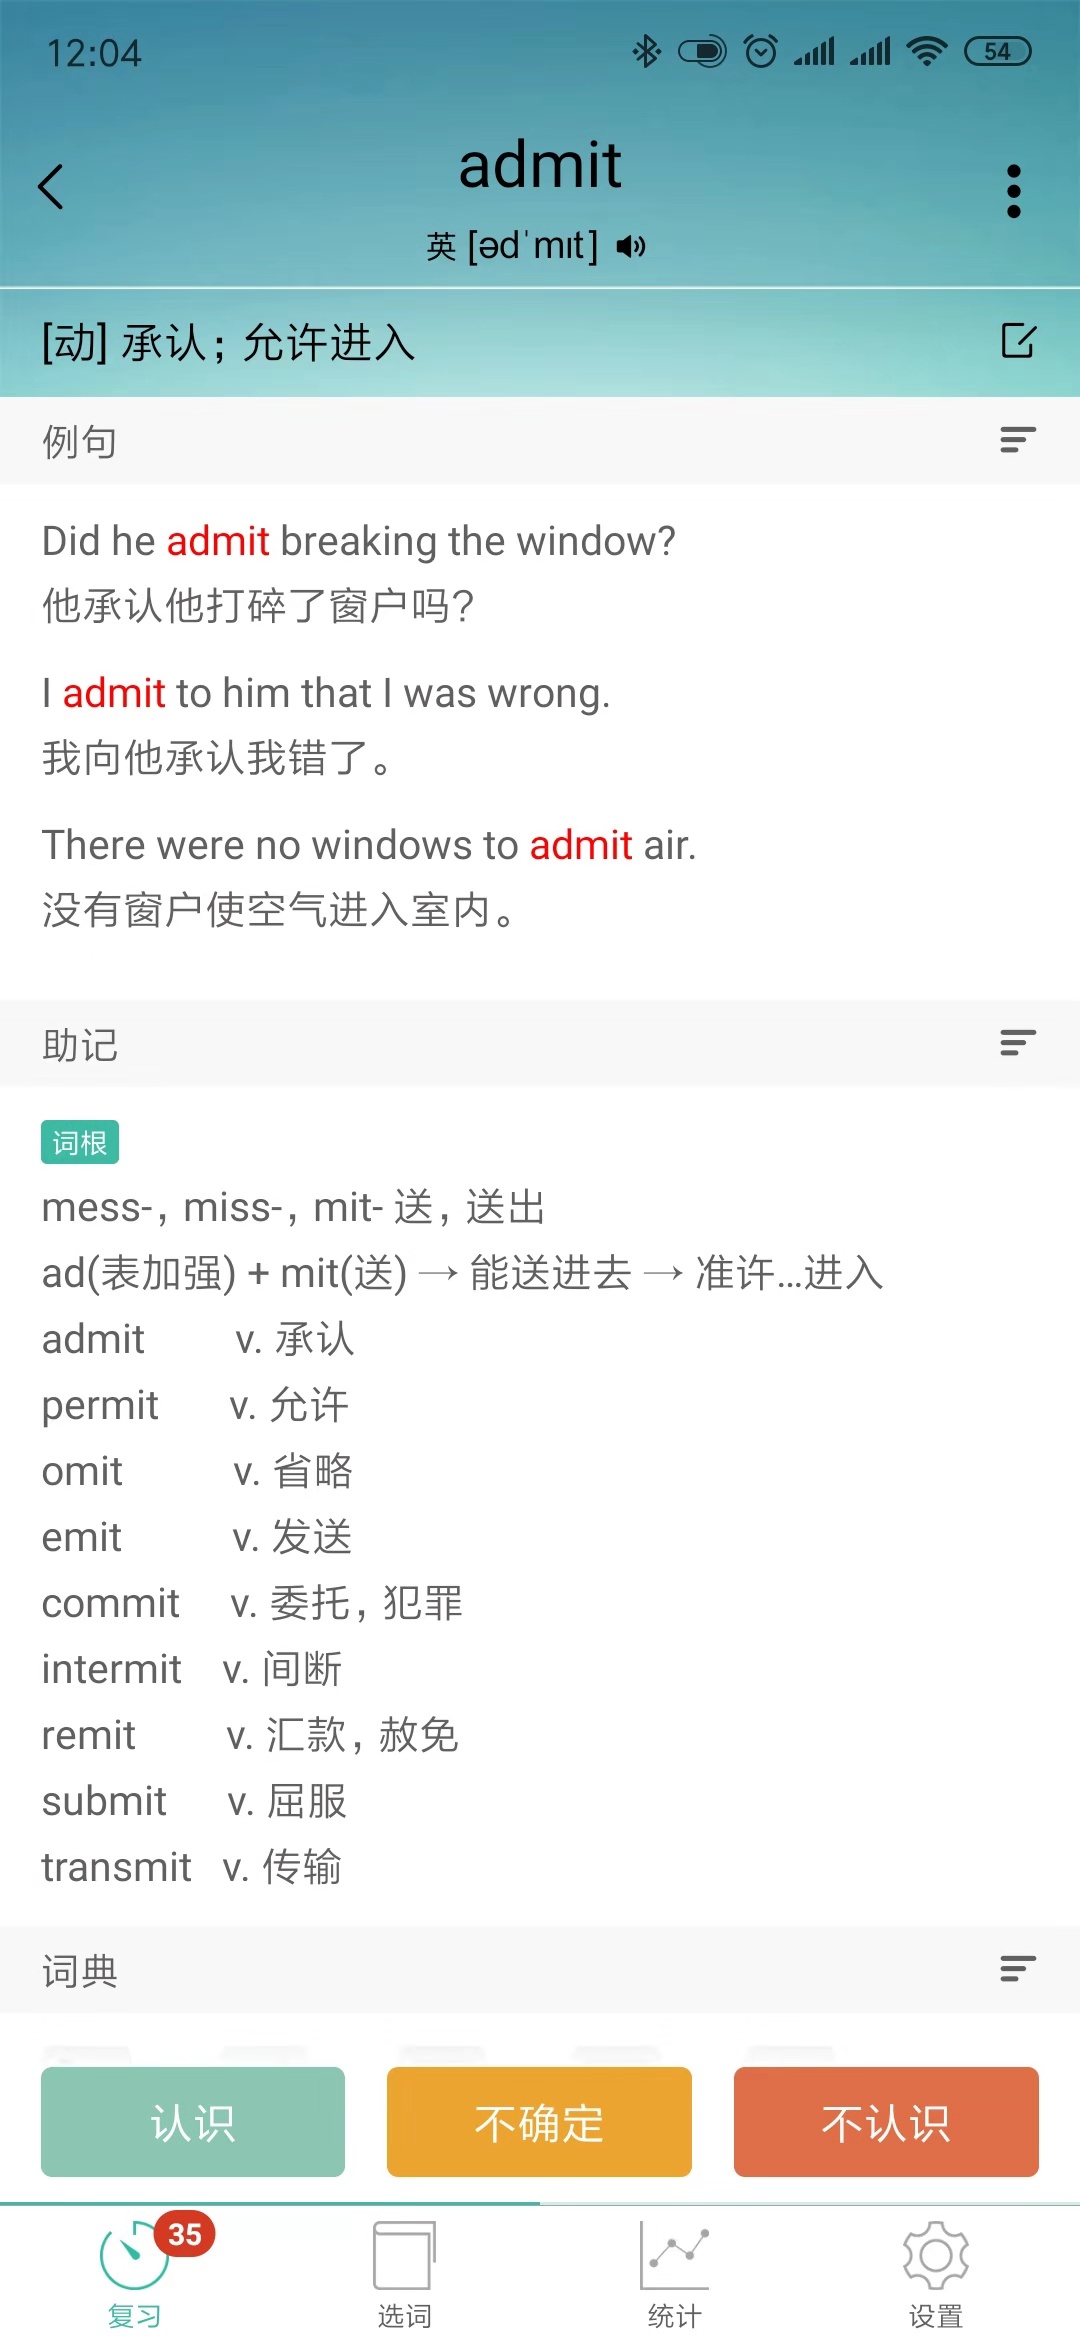 12:04
54
admit
英 [ədˈmɪt]
[动] 承认；允许进入
例句
Did he admit breaking the window?
他承认他打碎了窗户吗？
I admit to him that I was wrong.
我向他承认我错了。
There were no windows to admit air.
没有窗户使空气进入室内。
助记
词根
mess-，miss-，mit- 送，送出
ad(表加强) + mit(送) → 能送进去 → 准许...进入
admit v. 承认
permit v. 允许
omit v. 省略
emit v. 发送
commit v. 委托，犯罪
intermit v. 间断
remit v. 汇款，赦免
submit v. 屈服
transmit v. 传输
词典
认识 不确定 不认识
35
复习 选词 统计 设置